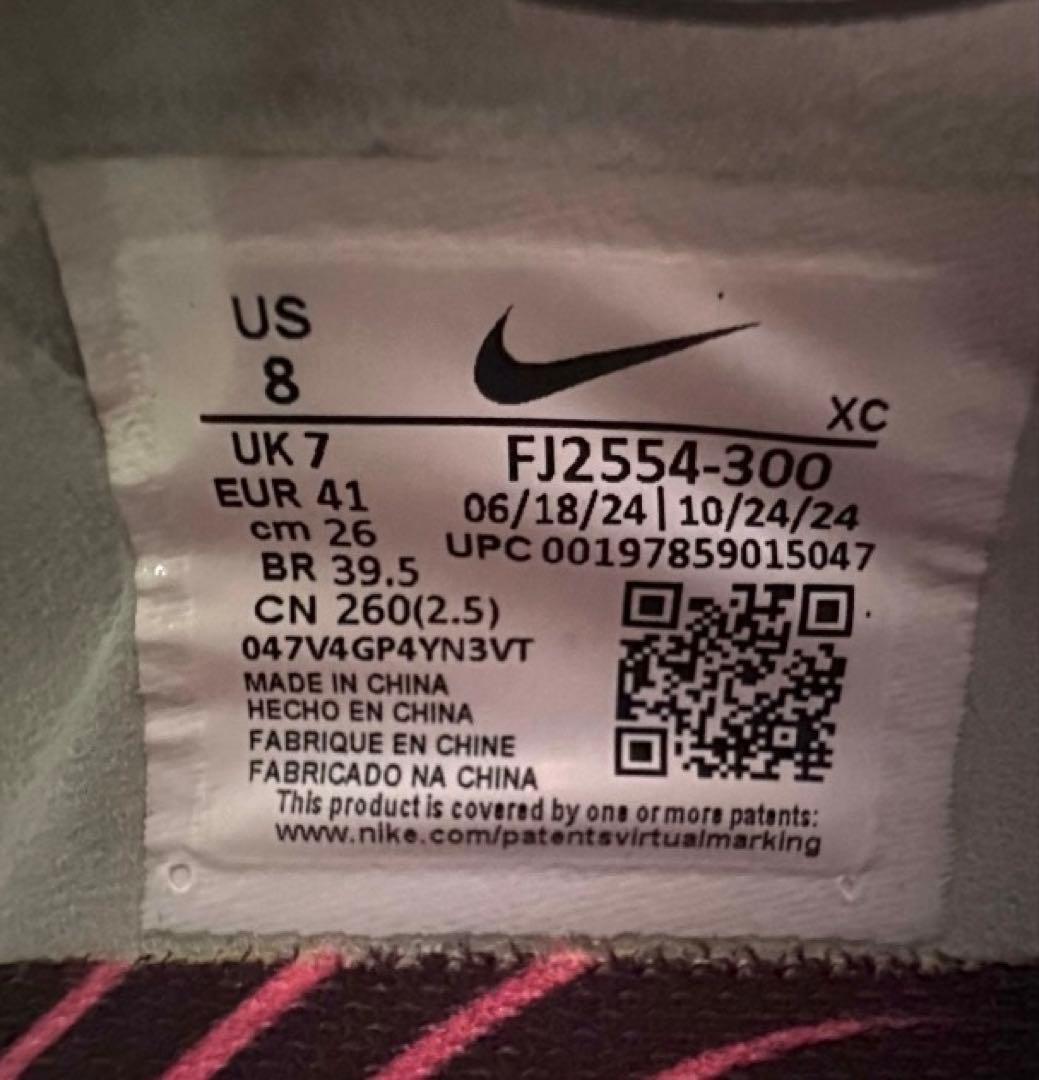 US
8
XC
UK 7
FJ2554-300
EUR 41
06/18/24 | 10/24/24
cm 26
UPC 00197859015047
BR 39.5
CN 260(2.5)
047V4GP4YN3VT
MADE IN CHINA
HECHO EN CHINA
FABRIQUE EN CHINE
FABRICADO NA CHINA
This product is covered by one or more patents:
www.nike.com/patentsvirtualmarking